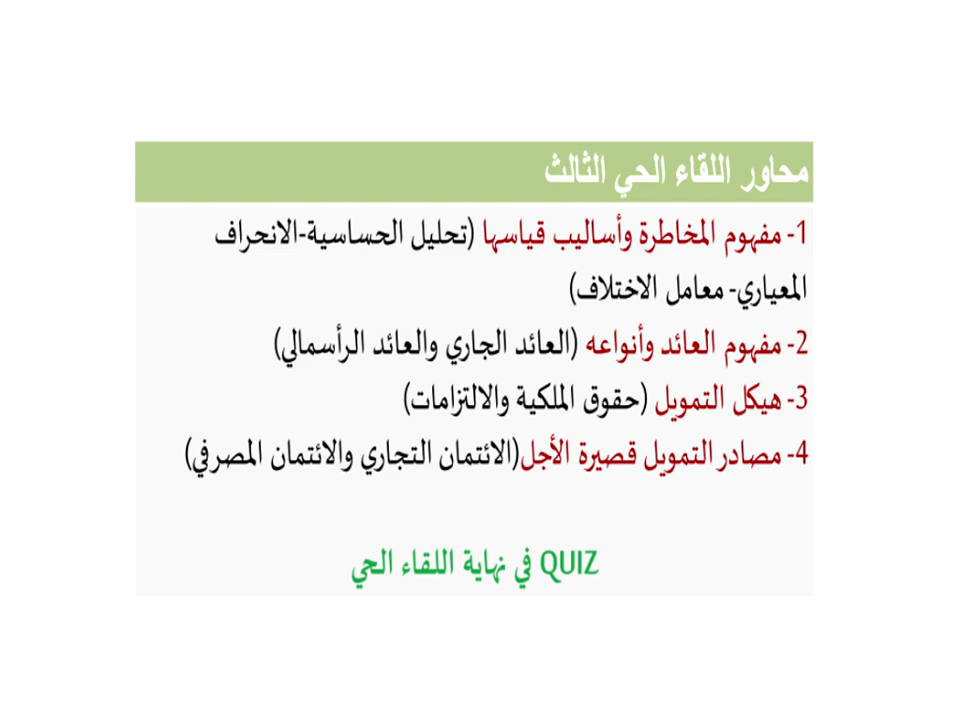 محاور اللقاء الحي الثالث
1- مفهوم المخاطرة وأساليب قياسها (تحليل الحساسية-الانحراف
المعياري- معامل الاختلاف)
2- مفهوم العائد وأنواعه (العائد الجاري والعائد الرأسمالي)
3- هيكل التمويل (حقوق الملكية والالتزامات)
4- مصادر التمويل قصيرة الأجل(الائتمان التجاري والائتمان المصرفي)
QUIZ في نهاية اللقاء الحي